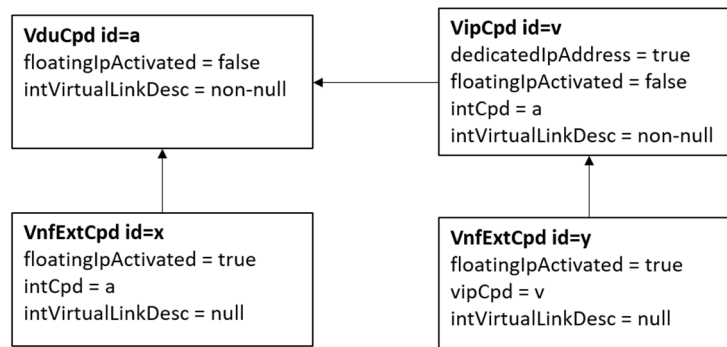 VduCpd id=a
floatingIpActivated = false
intVirtualLinkDesc = non-null
VipCpd id=v
dedicatedIpAddress = true
floatingIpActivated = false
intCpd = a
intVirtualLinkDesc = non-null
VnfExtCpd id=x
floatingIpActivated = true
intCpd = a
intVirtualLinkDesc = null
VnfExtCpd id=y
floatingIpActivated = true
vipCpd = v
intVirtualLinkDesc = null